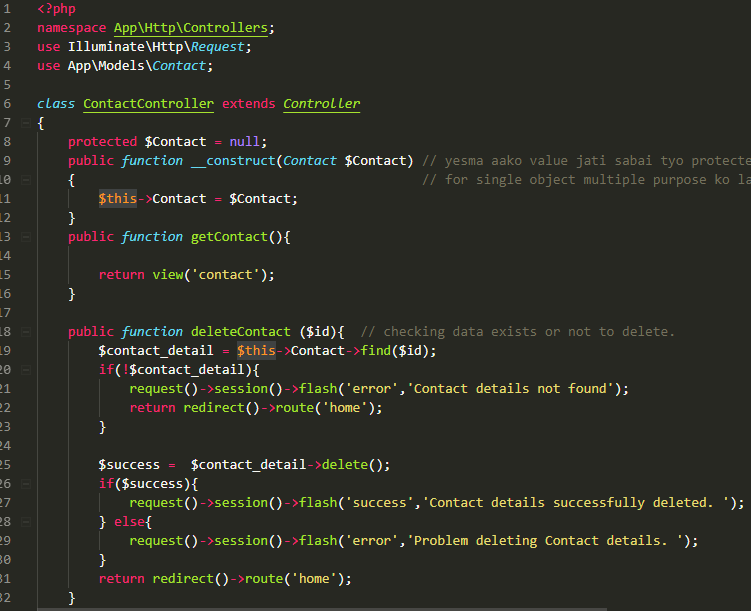 1 <?php
2 namespace App\Http\Controllers;
3 use Illuminate\Http\Request;
4 use App\Models\Contact;
5
6 class ContactController extends Controller
7 {
8 protected $Contact = null;
9 public function __construct(Contact $Contact) // yesma aako value jati sabai tyo protecte
10 { // for single object multiple purpose ko la
11 $this->Contact = $Contact;
12 }
13 public function getContact(){
14
15 return view('contact');
16 }
17
18 public function deleteContact ($id){ // checking data exists or not to delete.
19 $contact_detail = $this->Contact->find($id);
20 if(!$contact_detail){
21 request()->session()->flash('error','Contact details not found');
22 return redirect()->route('home');
23 }
24
25 $success = $contact_detail->delete();
26 if($success){
27 request()->session()->flash('success','Contact details successfully deleted. ');
28 } else{
29 request()->session()->flash('error','Problem deleting Contact details. ');
30 }
31 return redirect()->route('home');
32 }